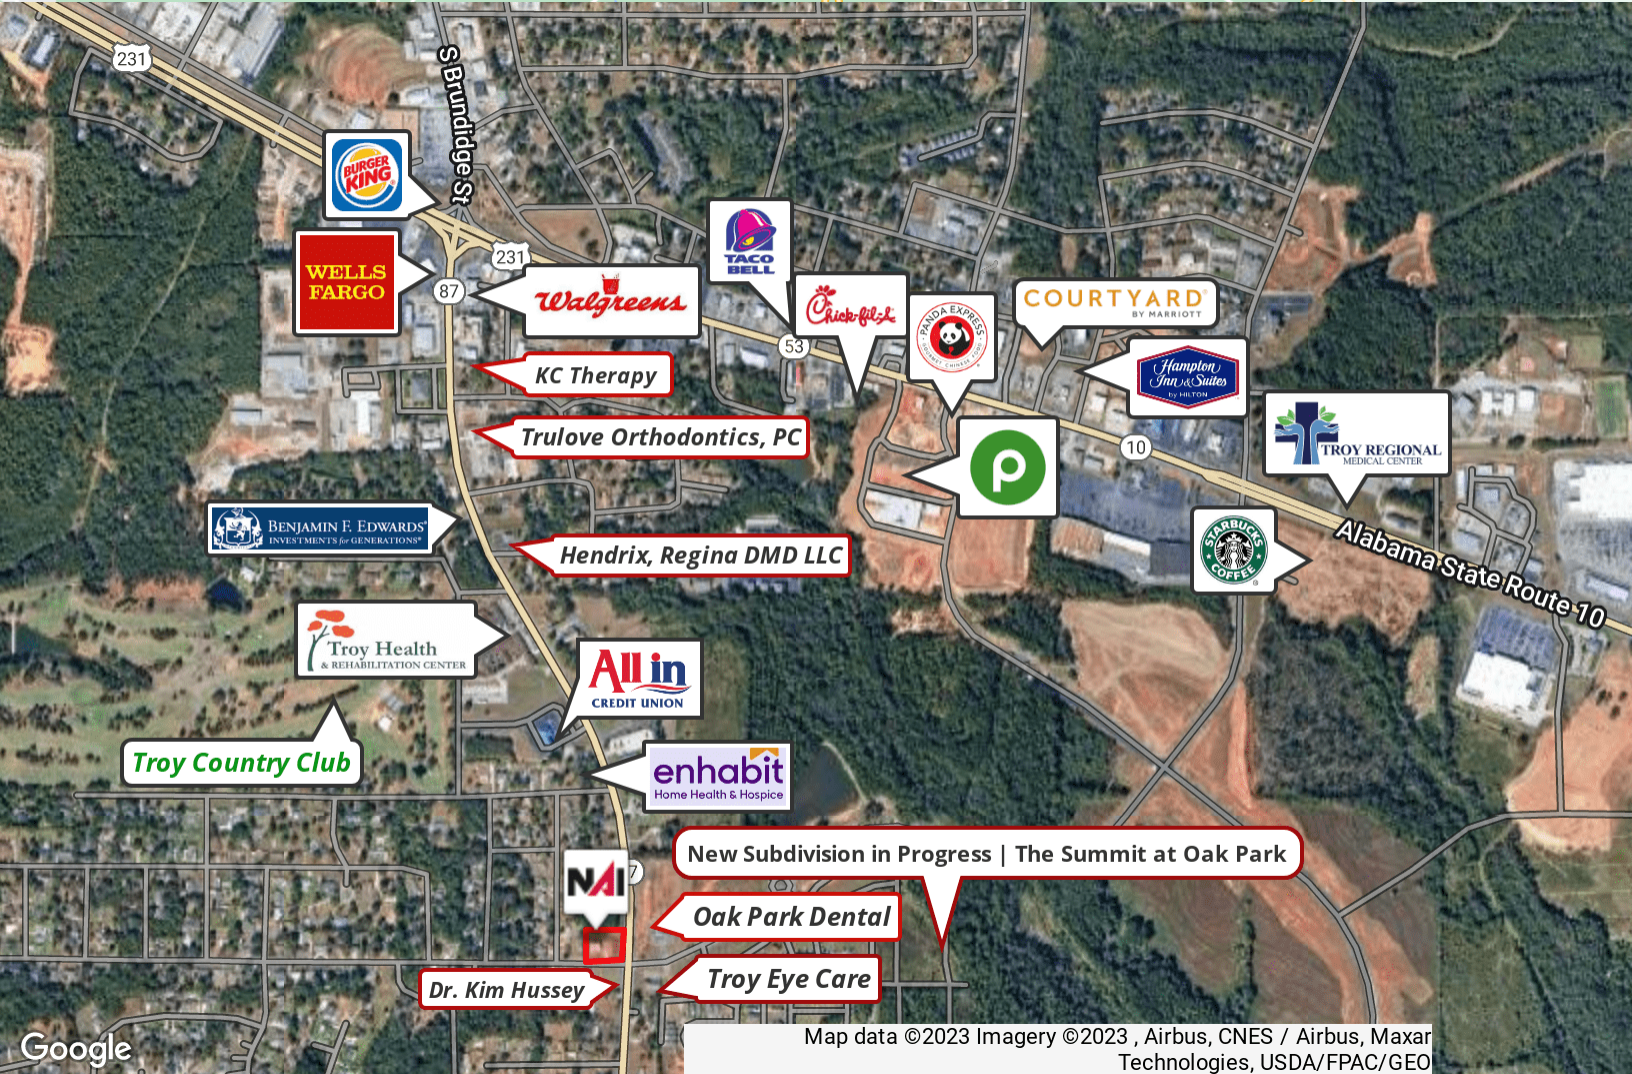 231
S Brundidge St
BURGER
KING
WELLS
FARGO
231
87
Walgreens
TACO
BELL
Chick-fil-A
PANDA EXPRESS
GOURMET CHINESE FOOD
COURTYARD
BY MARRIOTT
53
Hampton
Inn & Suites
by HILTON
KC Therapy
Trulove Orthodontics, PC
10
TROY REGIONAL
MEDICAL CENTER
BENJAMIN F. EDWARDS®
INVESTMENTS for GENERATIONS®
STARBUCKS
COFFEE
Alabama State Route 10
Hendrix, Regina DMD LLC
Troy Health
& REHABILITATION CENTER
All in
CREDIT UNION
Troy Country Club
enhabit
Home Health & Hospice
New Subdivision in Progress | The Summit at Oak Park
NAI
7
Oak Park Dental
Dr. Kim Hussey
Troy Eye Care
Google
Map data ©2023 Imagery ©2023 , Airbus, CNES / Airbus, Maxar
Technologies, USDA/FPAC/GEO